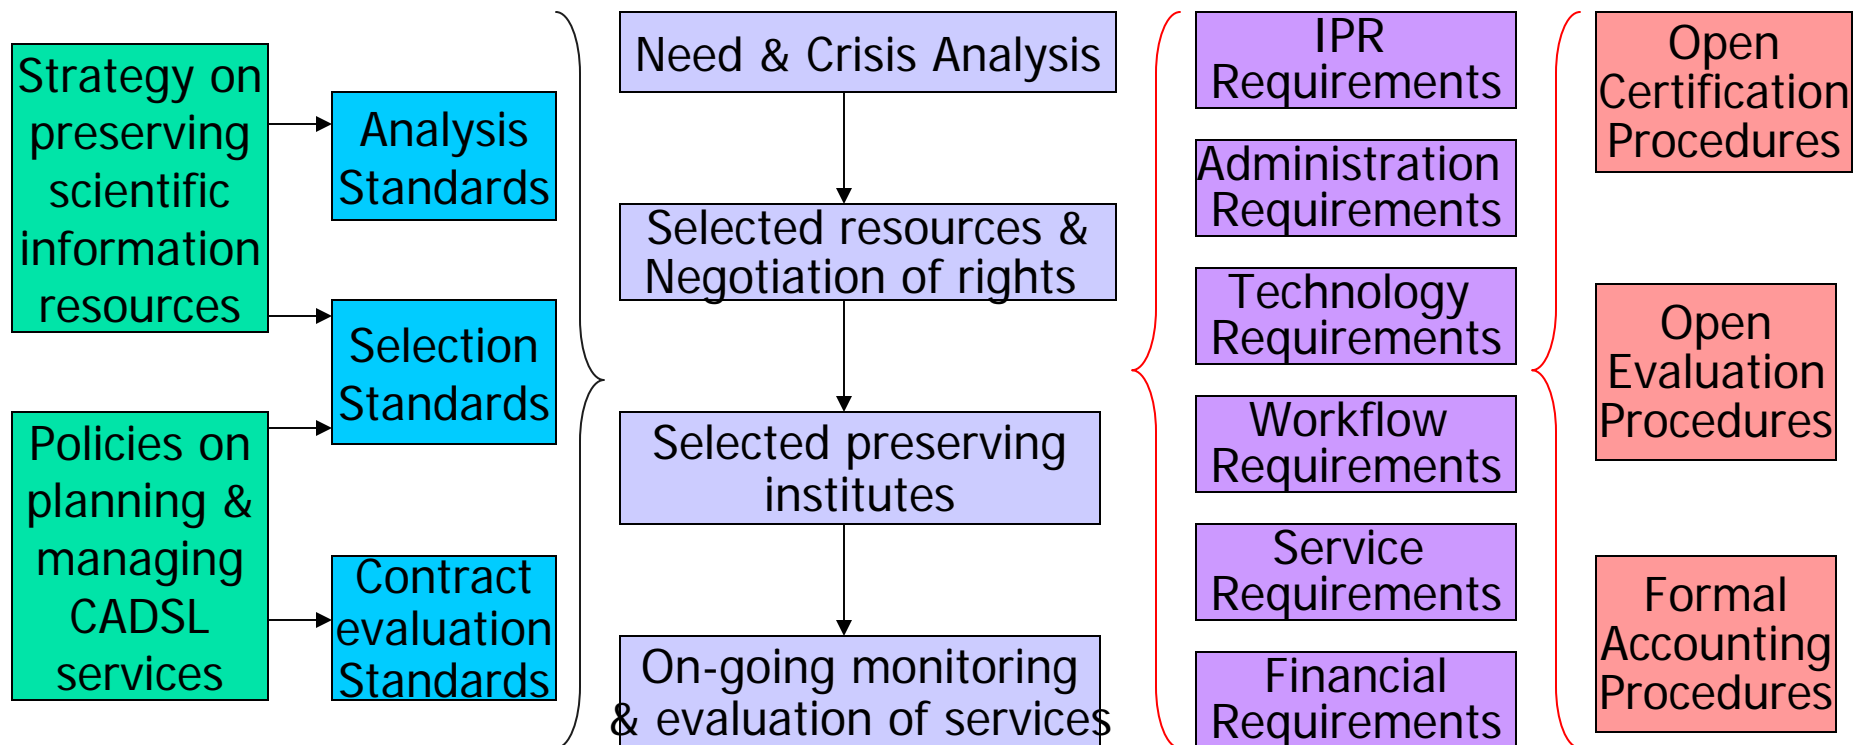 Strategy on
preserving
scientific
information
resources
Policies on
planning &
managing
CADSL
services
Analysis
Standards
Selection
Standards
Contract
evaluation
Standards
Need & Crisis Analysis
Selected resources &
Negotiation of rights
Selected preserving
institutes
On-going monitoring
& evaluation of services
IPR
Requirements
Administration
Requirements
Technology
Requirements
Workflow
Requirements
Service
Requirements
Financial
Requirements
Open
Certification
Procedures
Open
Evaluation
Procedures
Formal
Accounting
Procedures